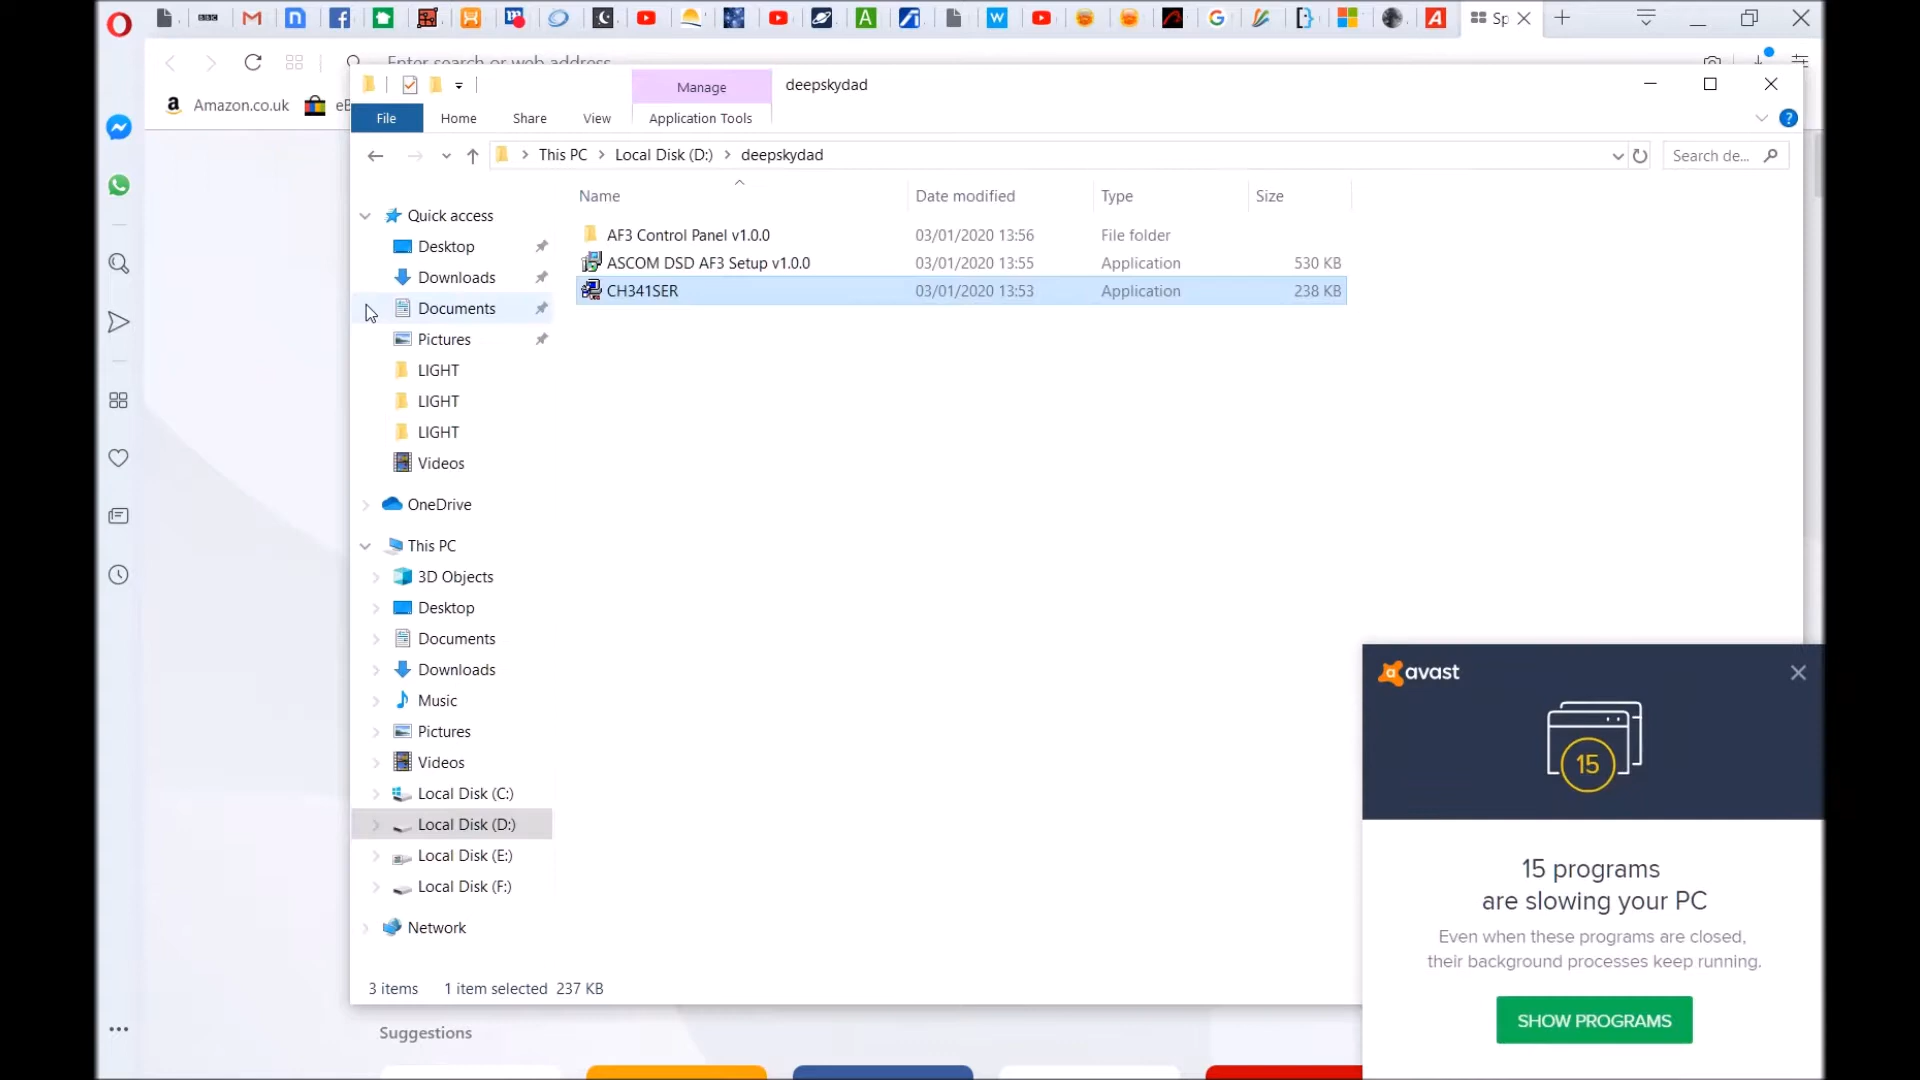 BBC
Sp
Enter search or web address
Amazon.co.uk
Manage
deepskydad
File
Home
Share
View
Application Tools
This PC
Local Disk (D:)
deepskydad
Search de...
Name
Date modified
Type
Size
AF3 Control Panel v1.0.0
03/01/2020 13:56
File folder
ASCOM DSD AF3 Setup v1.0.0
03/01/2020 13:55
Application
530 KB
CH341SER
03/01/2020 13:53
Application
238 KB
Quick access
Desktop
Downloads
Documents
Pictures
LIGHT
LIGHT
LIGHT
Videos
OneDrive
This PC
3D Objects
Desktop
Documents
Downloads
Music
Pictures
Videos
Local Disk (C:)
Local Disk (D:)
Local Disk (E:)
Local Disk (F:)
Network
3 items
1 item selected 237 KB
Suggestions
avast
15
15 programs
are slowing your PC
Even when these programs are closed,
their background processes keep running.
SHOW PROGRAMS